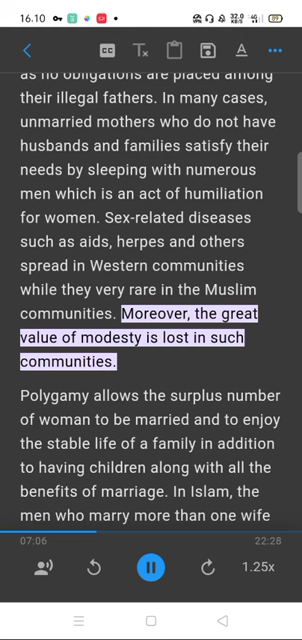 16.10
32.0
KB/S
4G
89
CC
as no obligations are placed among
their illegal fathers. In many cases,
unmarried mothers who do not have
husbands and families satisfy their
needs by sleeping with numerous
men which is an act of humiliation
for women. Sex-related diseases
such as aids, herpes and others
spread in Western communities
while they very rare in the Muslim
communities. Moreover, the great
value of modesty is lost in such
communities.
Polygamy allows the surplus number
of woman to be married and to enjoy
the stable life of a family in addition
to having children along with all the
benefits of marriage. In Islam, the
men who marry more than one wife
07:06
22:28
1.25x